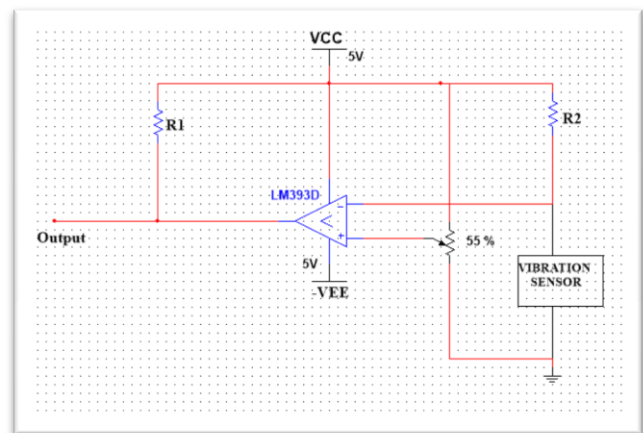 VCC
5V
R1
R2
LM393D
-
<
+
Output
55 %
5V
-VEE
VIBRATION
SENSOR